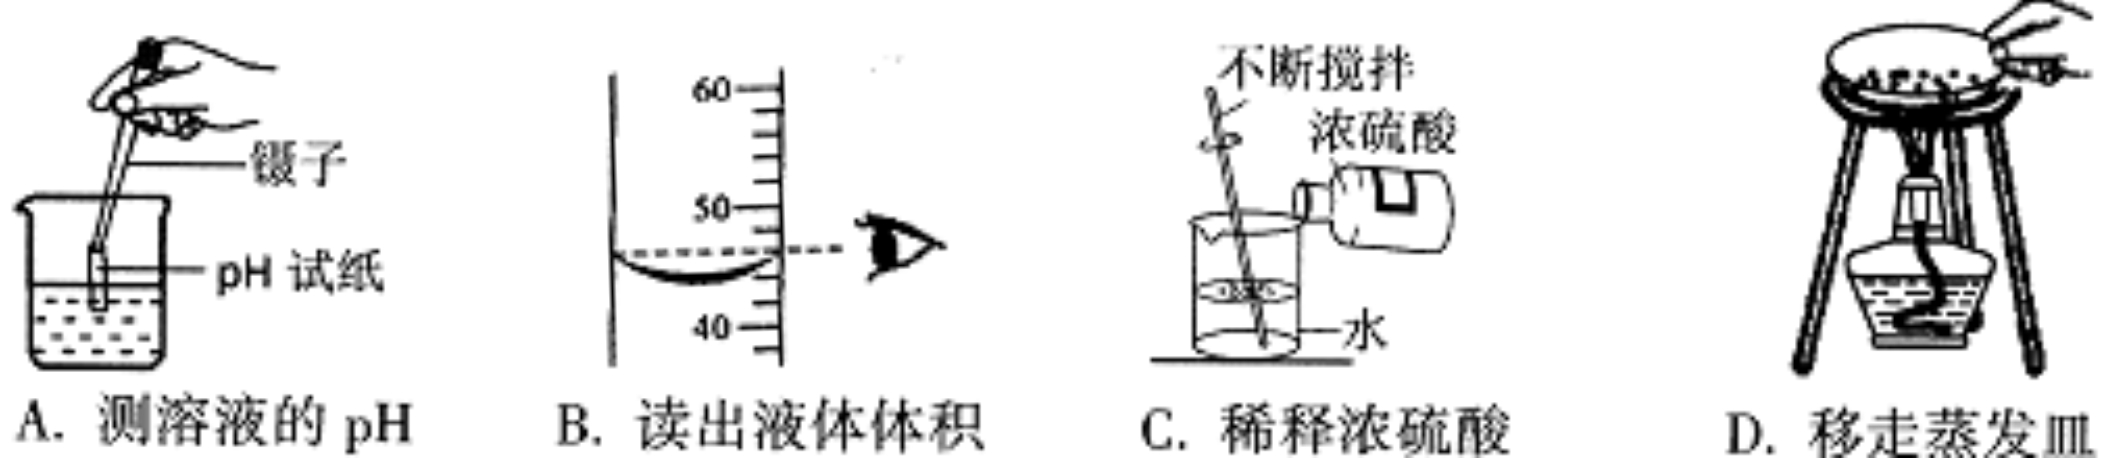 镊子
pH 试纸
A. 测溶液的 pH
60
50
40
B. 读出液体体积
不断搅拌
浓硫酸
水
C. 稀释浓硫酸
D. 移走蒸发皿